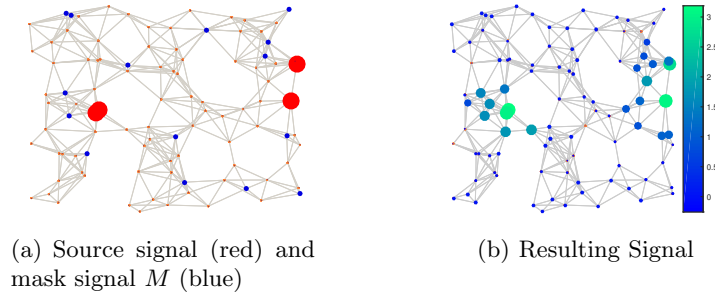 3
2.5
2
1.5
1
0.5
0
(a) Source signal (red) and
mask signal M (blue)
(b) Resulting Signal